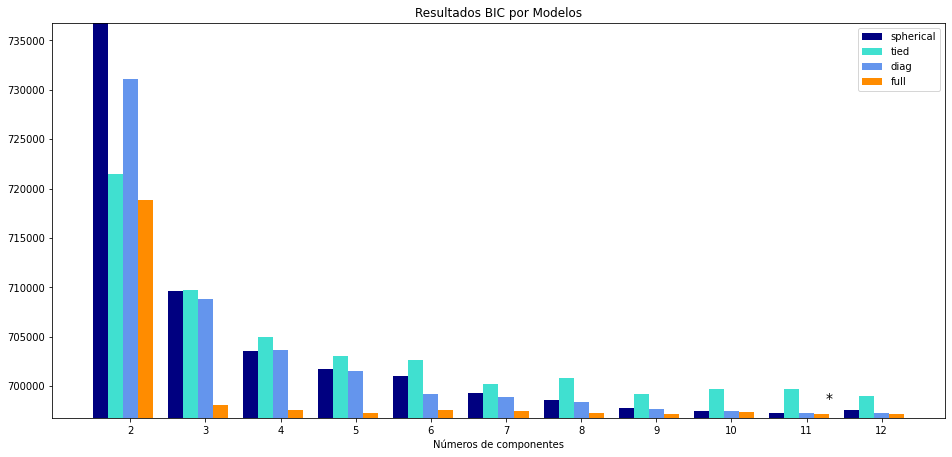 Resultados BIC por Modelos
735000
730000
725000
720000
715000
710000
705000
700000
spherical
tied
diag
full
*
2 3 4 5 6 7 8 9 10 11 12
Números de componentes